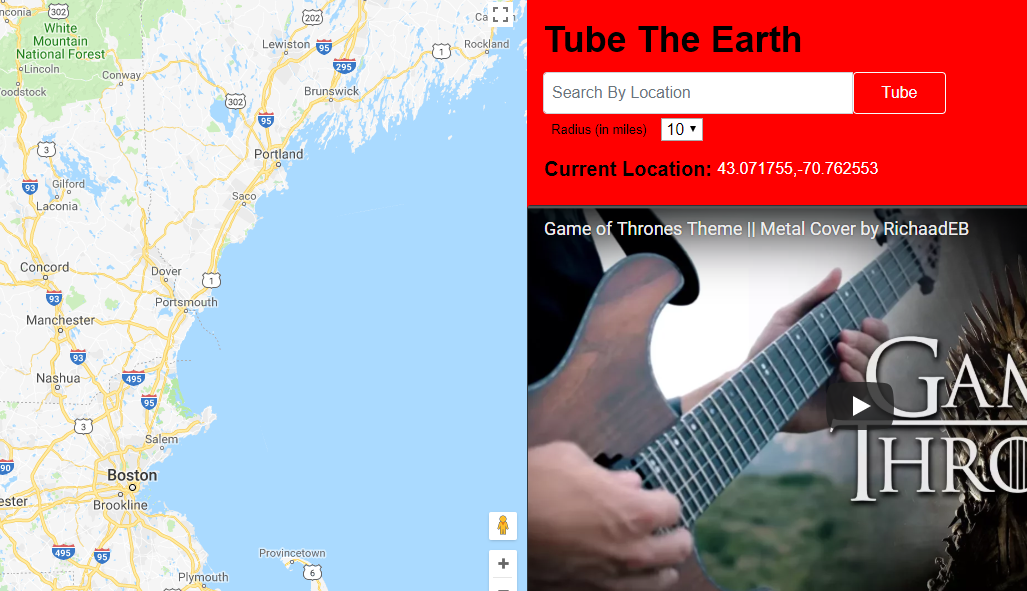 nconia
302
White
Mountain
National Forest
Lincoln
Conway
oodstock
302
3
93
Gilford
Laconia
202
Lewiston
95
295
1
Rockland
Brunswick
95
Portland
Saco
Concord
Dover
1
93
Portsmouth
Manchester
93
Nashua
495
95
3
Salem
90
Boston
ester
Brookline
495
95
Provincetown
6
Plymouth
+
Tube The Earth
Search By Location
Tube
Radius (in miles)
10
Current Location: 43.071755,-70.762553
Game of Thrones Theme || Metal Cover by RichaadEB
GAM
THRO